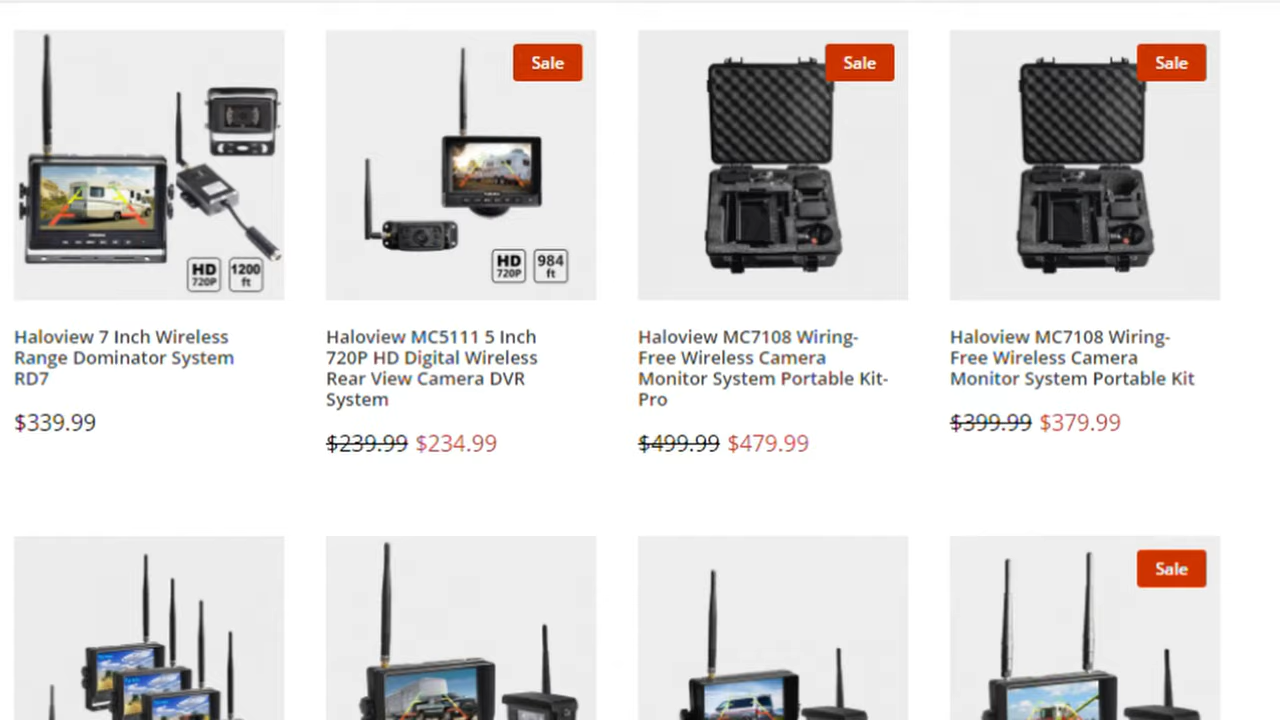 Sale
Sale
Sale
HD
720P
1200
ft
HD
720P
984
ft
Haloview 7 Inch Wireless
Range Dominator System
RD7
$339.99
Haloview MC5111 5 Inch
720P HD Digital Wireless
Rear View Camera DVR
System
$239.99 $234.99
Haloview MC7108 Wiring-
Free Wireless Camera
Monitor System Portable Kit-
Pro
$499.99 $479.99
Haloview MC7108 Wiring-
Free Wireless Camera
Monitor System Portable Kit
$399.99 $379.99
Sale